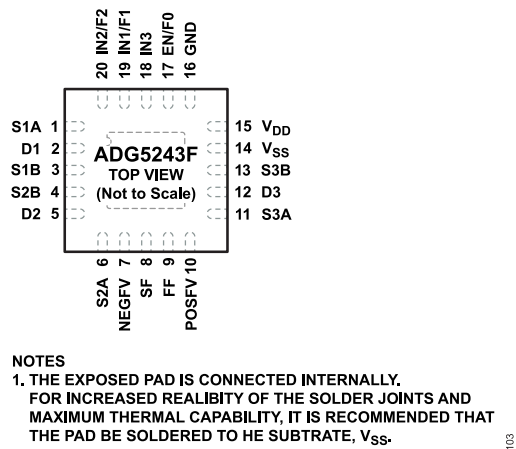 20 IN2/F2
19 IN1/F1
18 IN3
17 EN/F0
16 GND
S1A 1
D1 2
S1B 3
S2B 4
D2 5
ADG5243F
TOP VIEW
(Not to Scale)
15 VDD
14 VSS
13 S3B
12 D3
11 S3A
S2A 6
NEGFV 7
SF 8
FF 9
POSFV 10
NOTES
1. THE EXPOSED PAD IS CONNECTED INTERNALLY.
FOR INCREASED REALIBITY OF THE SOLDER JOINTS AND
MAXIMUM THERMAL CAPABILITY, IT IS RECOMMENDED THAT
THE PAD BE SOLDERED TO HE SUBTRATE, VSS.
103